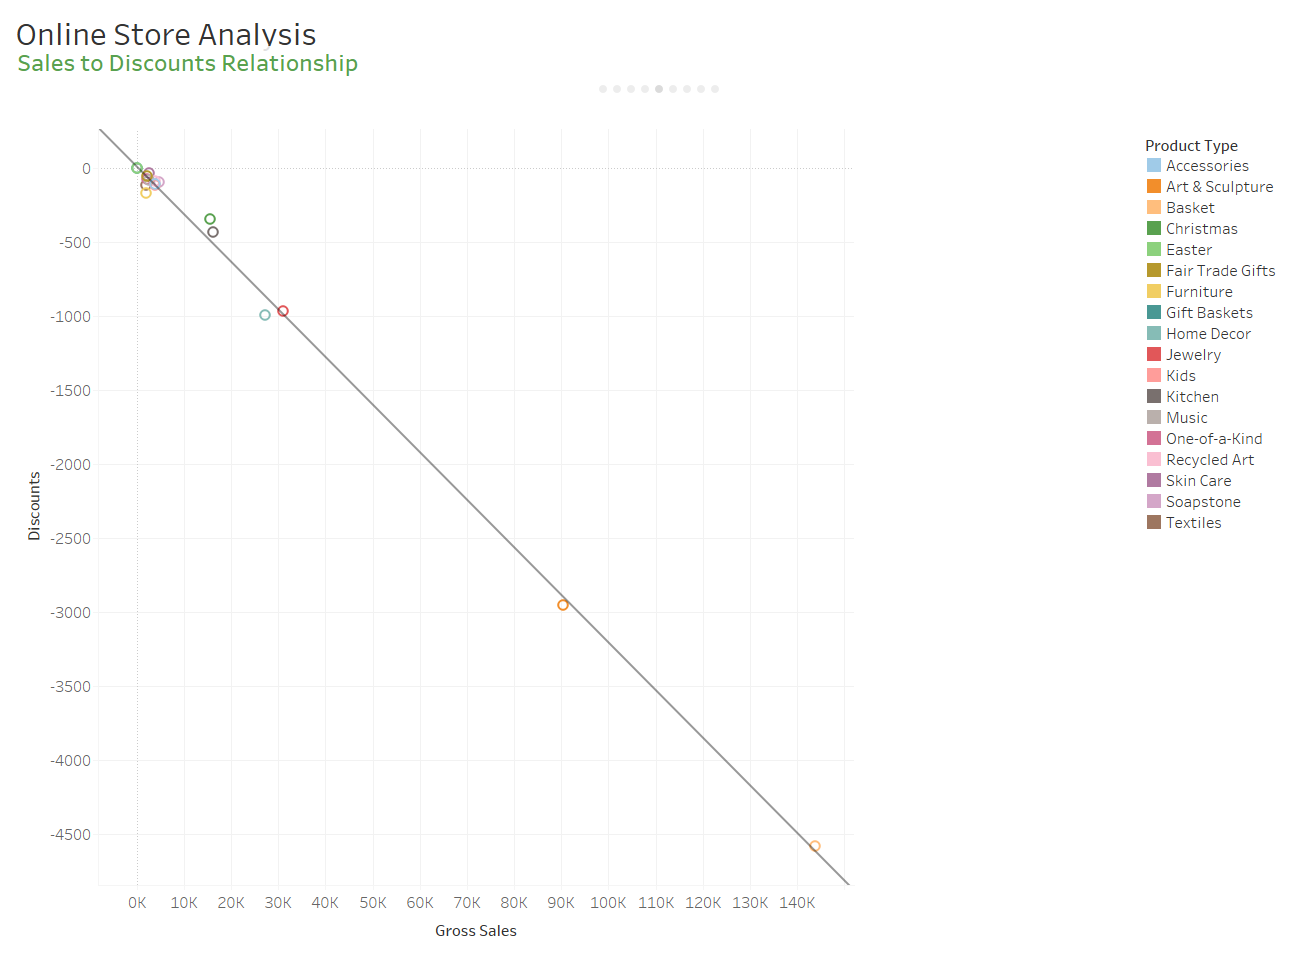 Online Store Analysis
Sales to Discounts Relationship
Product Type
Accessories
Art & Sculpture
Basket
Christmas
Easter
Fair Trade Gifts
Furniture
Gift Baskets
Home Decor
Jewelry
Kids
Kitchen
Music
One-of-a-Kind
Recycled Art
Skin Care
Soapstone
Textiles
Discounts
0
-500
-1000
-1500
-2000
-2500
-3000
-3500
-4000
-4500
0K 10K 20K 30K 40K 50K 60K 70K 80K 90K 100K 110K 120K 130K 140K
Gross Sales